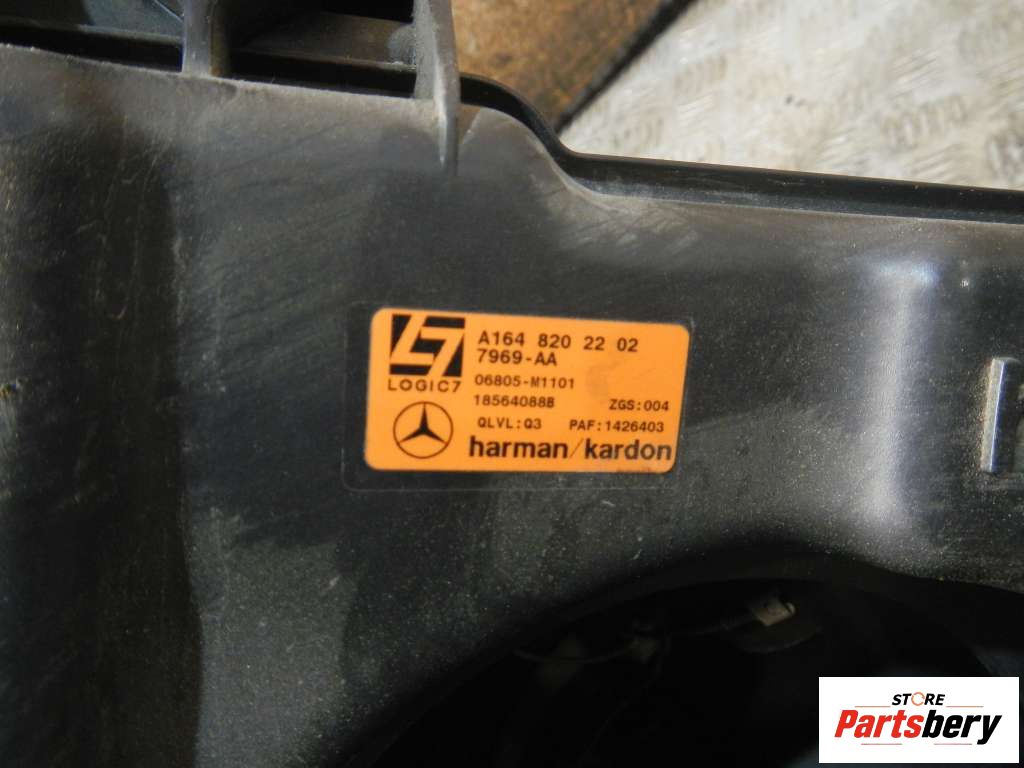 A164 820 22 02
7969-AA
LOGIC7
06805-M1101
18564088B ZGS:004
QLVL:Q3 PAF:1426403
harman/kardon
STORE
Partsbery